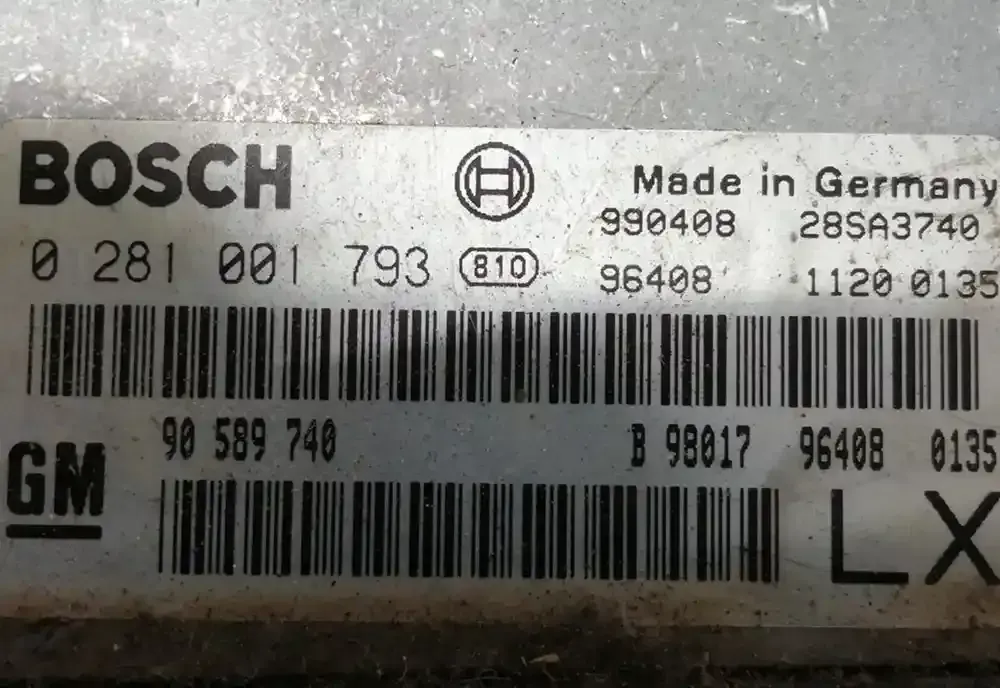 BOSCH Made in Germany
990408 28SA3740
0 281 001 793 810 96408 1120 0135
90 589 740 B 98017 96408 0135
GM LX